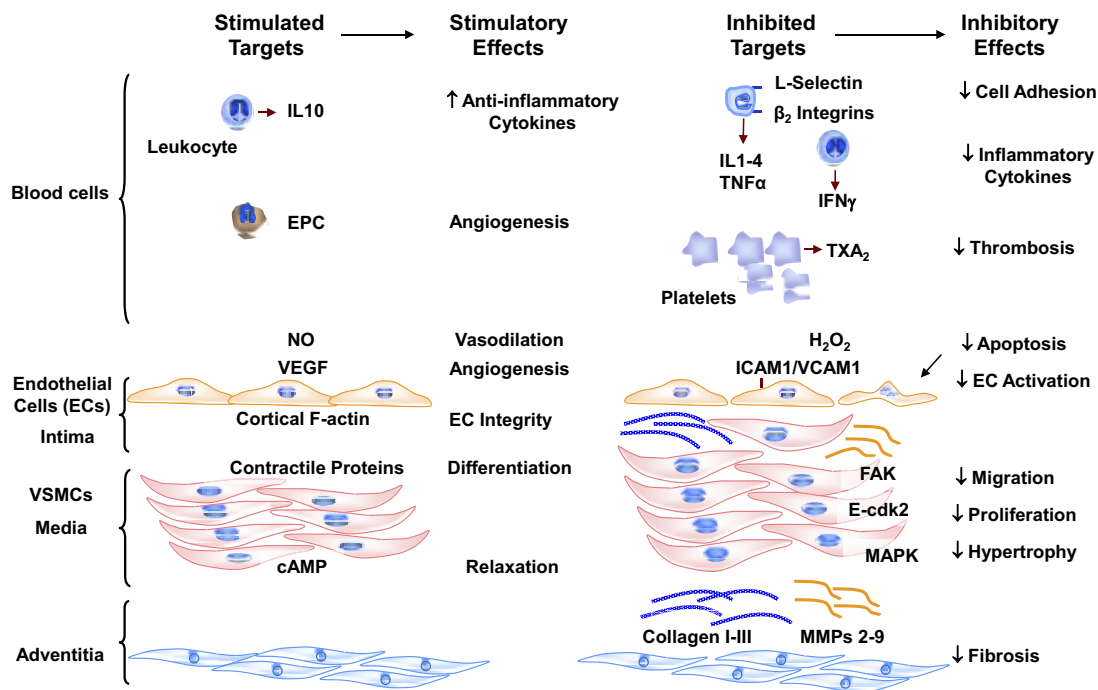 Stimulated
Targets
Stimulatory
Effects
Inhibited
Targets
Inhibitory
Effects
Blood cells
IL10
Leukocyte
↑ Anti-inflammatory
Cytokines
L-Selectin
β₂ Integrins
IL1-4
TNFα
IFNγ
↓ Cell Adhesion
↓ Inflammatory
Cytokines
EPC
Angiogenesis
TXA₂
Platelets
↓ Thrombosis
NO
Vasodilation
H₂O₂
↓ Apoptosis
VEGF
Angiogenesis
ICAM1/VCAM1
↓ EC Activation
Endothelial
Cells (ECs)
Intima
Cortical F-actin
EC Integrity
VSMCs
Media
Contractile Proteins
Differentiation
FAK
↓ Migration
E-cdk2
↓ Proliferation
MAPK
↓ Hypertrophy
cAMP
Relaxation
Collagen I-III
MMPs 2-9
Adventitia
↓ Fibrosis